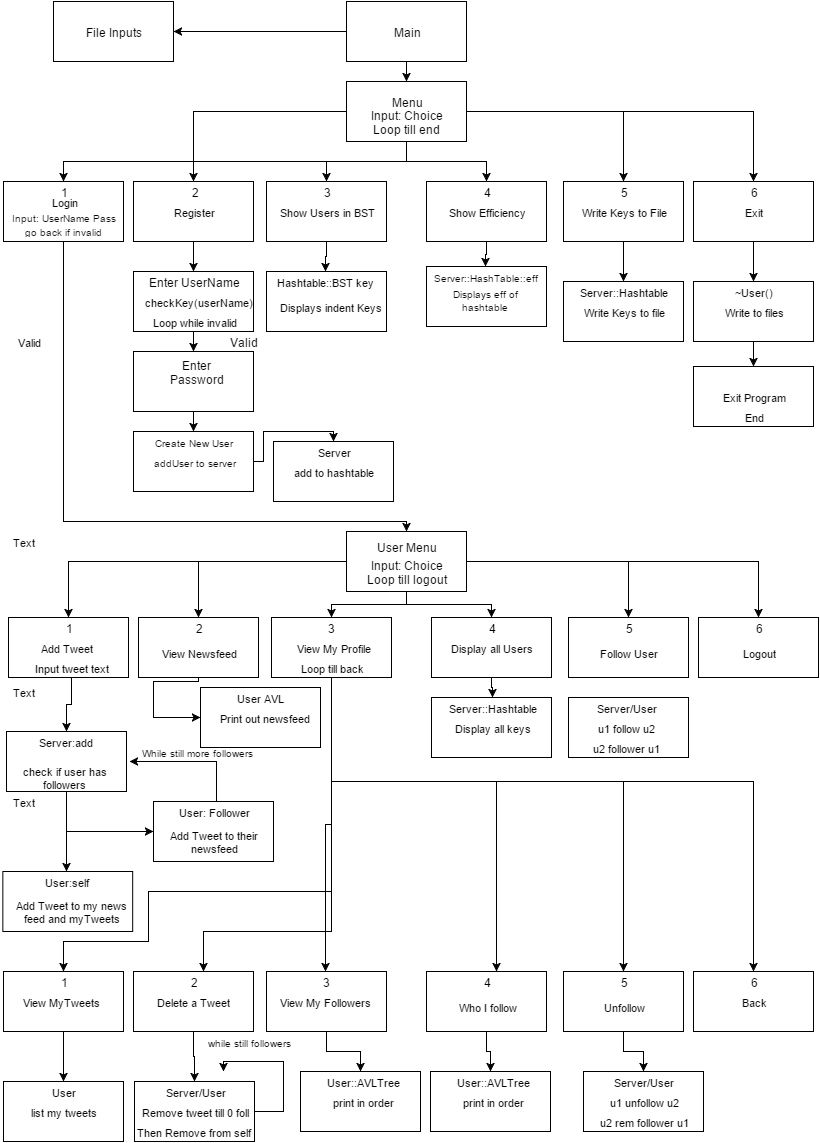 File Inputs
Main
Menu
Input: Choice
Loop till end
1
Login
Input: UserName Pass
go back if invalid
2
Register
3
Show Users in BST
4
Show Efficiency
5
Write Keys to File
6
Exit
Enter UserName
checkKey(userName)
Loop while invalid
Hashtable::BST key
Displays indent Keys
Server::HashTable::eff
Displays eff of
hashtable
Server::Hashtable
Write Keys to file
~User()
Write to files
Valid
Valid
Enter
Password
Exit Program
End
Create New User
addUser to server
Server
add to hashtable
Text
User Menu
Input: Choice
Loop till logout
1
Add Tweet
Input tweet text
2
View Newsfeed
3
View My Profile
Loop till back
4
Display all Users
5
Follow User
6
Logout
Text
User AVL
Print out newsfeed
Server::Hashtable
Display all keys
Server/User
u1 follow u2
u2 follower u1
Server:add
check if user has
followers
While still more followers
Text
User: Follower
Add Tweet to their
newsfeed
User:self
Add Tweet to my news
feed and myTweets
1
View MyTweets
2
Delete a Tweet
3
View My Followers
4
Who I follow
5
Unfollow
6
Back
while still followers
User
list my tweets
Server/User
Remove tweet till 0 foll
Then Remove from self
User::AVLTree
print in order
User::AVLTree
print in order
Server/User
u1 unfollow u2
u2 rem follower u1